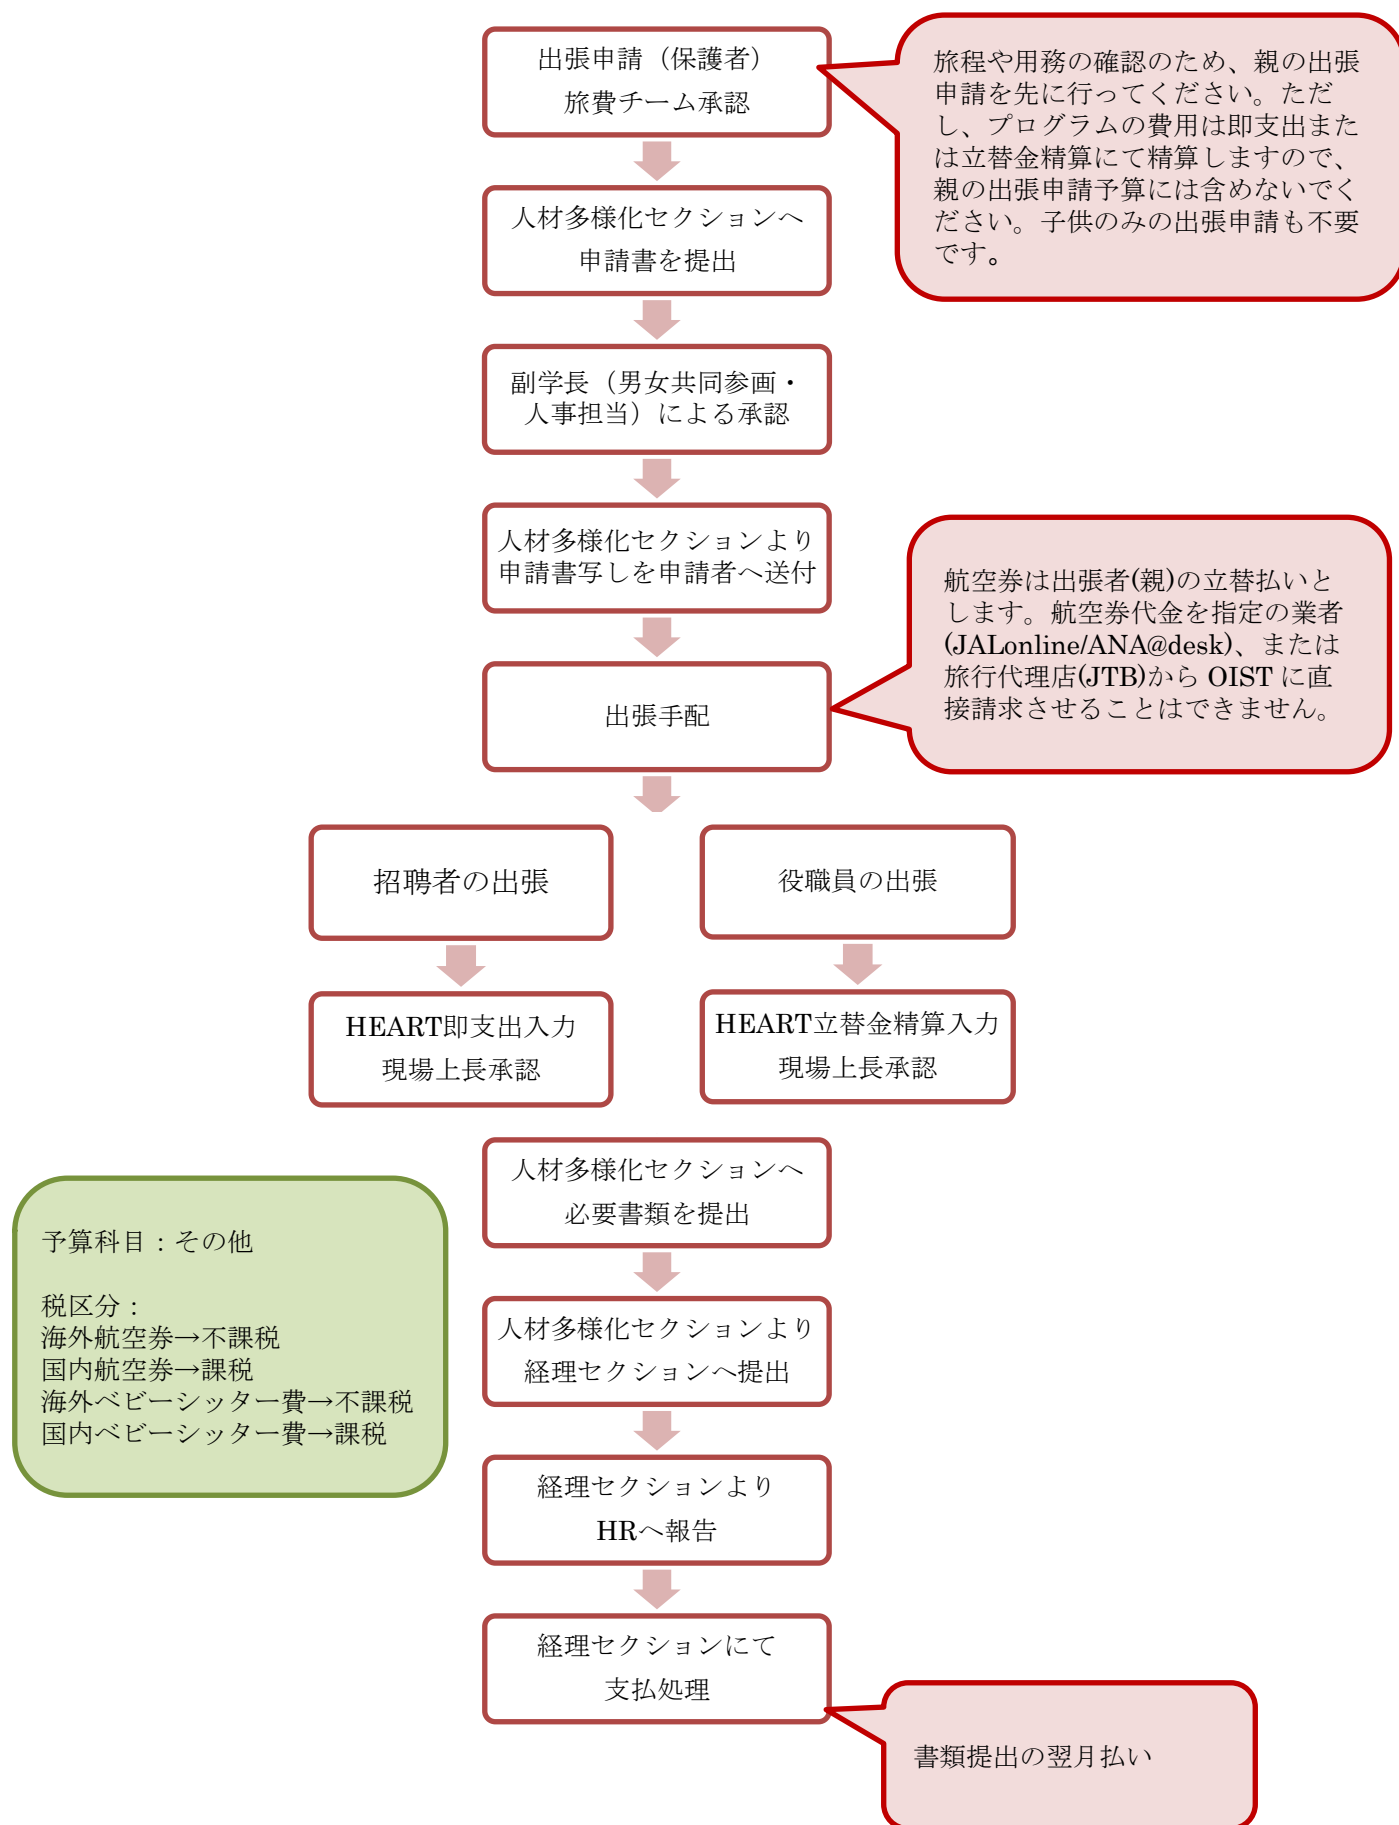 出張申請（保護者）
旅費チーム承認
旅程や用務の確認のため、親の出張
申請を先に行ってください。ただ
し、プログラムの費用は即支出また
は立替金精算にて精算しますので、
親の出張申請予算には含めないでく
ださい。子供のみの出張申請も不要
です。
人材多様化セクションへ
申請書を提出
副学長（男女共同参画・
人事担当）による承認
人材多様化セクションより
申請書写しを申請者へ送付
航空券は出張者(親)の立替払いと
します。航空券代金を指定の業者
(JALonline/ANA@desk)、または
旅行代理店(JTB)から OIST に直
接請求させることはできません。
出張手配
招聘者の出張
役職員の出張
HEART即支出入力
現場上長承認
HEART立替金精算入力
現場上長承認
人材多様化セクションへ
必要書類を提出
予算科目：その他
税区分：
海外航空券→不課税
国内航空券→課税
海外ベビーシッター費→不課税
国内ベビーシッター費→課税
人材多様化セクションより
経理セクションへ提出
経理セクションより
HRへ報告
経理セクションにて
支払処理
書類提出の翌月払い